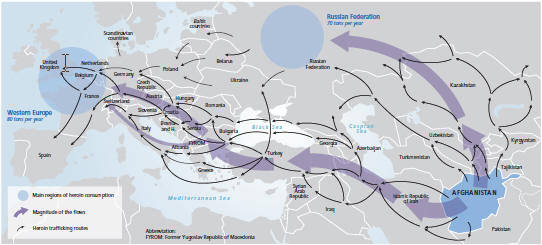 Baltic
countries
Russian Federation
70 tons per year
Scandinavian
countries
United
Kingdom
Netherlands
Belgium
Germany
Poland
Belarus
Russian
Federation
Czech
Republic
Ukraine
Kazakhstan
France
Switzerland
Austria
Hungary
Slovenia
Croatia
Romania
Western Europe
80 tons per year
Bosnia
and H.
Serbia
Italy
Bulgaria
Black Sea
Caspian
Sea
Uzbekistan
Kyrgyzstan
Spain
Albania
FYROM
Greece
Turkey
Georgia
Azerbaijan
Turkmenistan
Tajikistan
Main regions of heroin consumption
Magnitude of the flows
Heroin trafficking routes
Mediterranean Sea
Syrian
Arab
Republic
Iraq
Islamic Republic
of Iran
AFGHANISTAN
Pakistan
Abbreviation:
FYROM: Former Yugoslav Republic of Macedonia